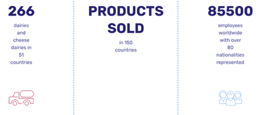 266
dairies
and
cheese
dairies in
51
countries
PRODUCTS
SOLD
in 150
countries
85500
employees
worldwide
with over
80
nationalities
represented